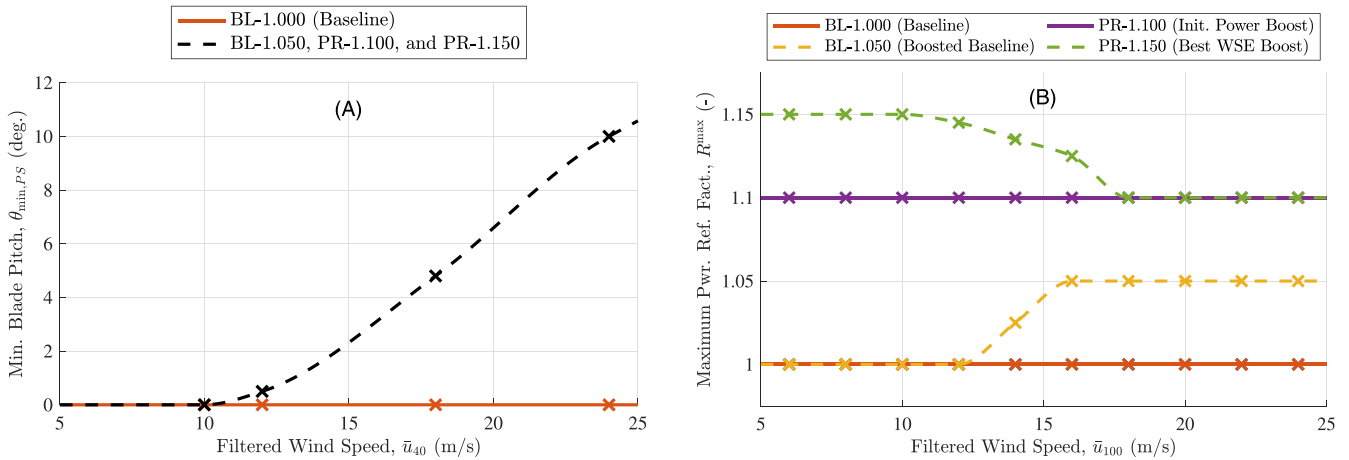 BL-1.000 (Baseline)
BL-1.050, PR-1.100, and PR-1.150
(A)
Min. Blade Pitch, θmin,PS (deg.)
12
10
8
6
4
2
0
5 10 15 20 25
Filtered Wind Speed, ū40 (m/s)
BL-1.000 (Baseline) PR-1.100 (Init. Power Boost)
BL-1.050 (Boosted Baseline) PR-1.150 (Best WSE Boost)
(B)
Maximum Pwr. Ref. Fact., Rmax (-)
1.15
1.1
1.05
1
5 10 15 20 25
Filtered Wind Speed, ū100 (m/s)